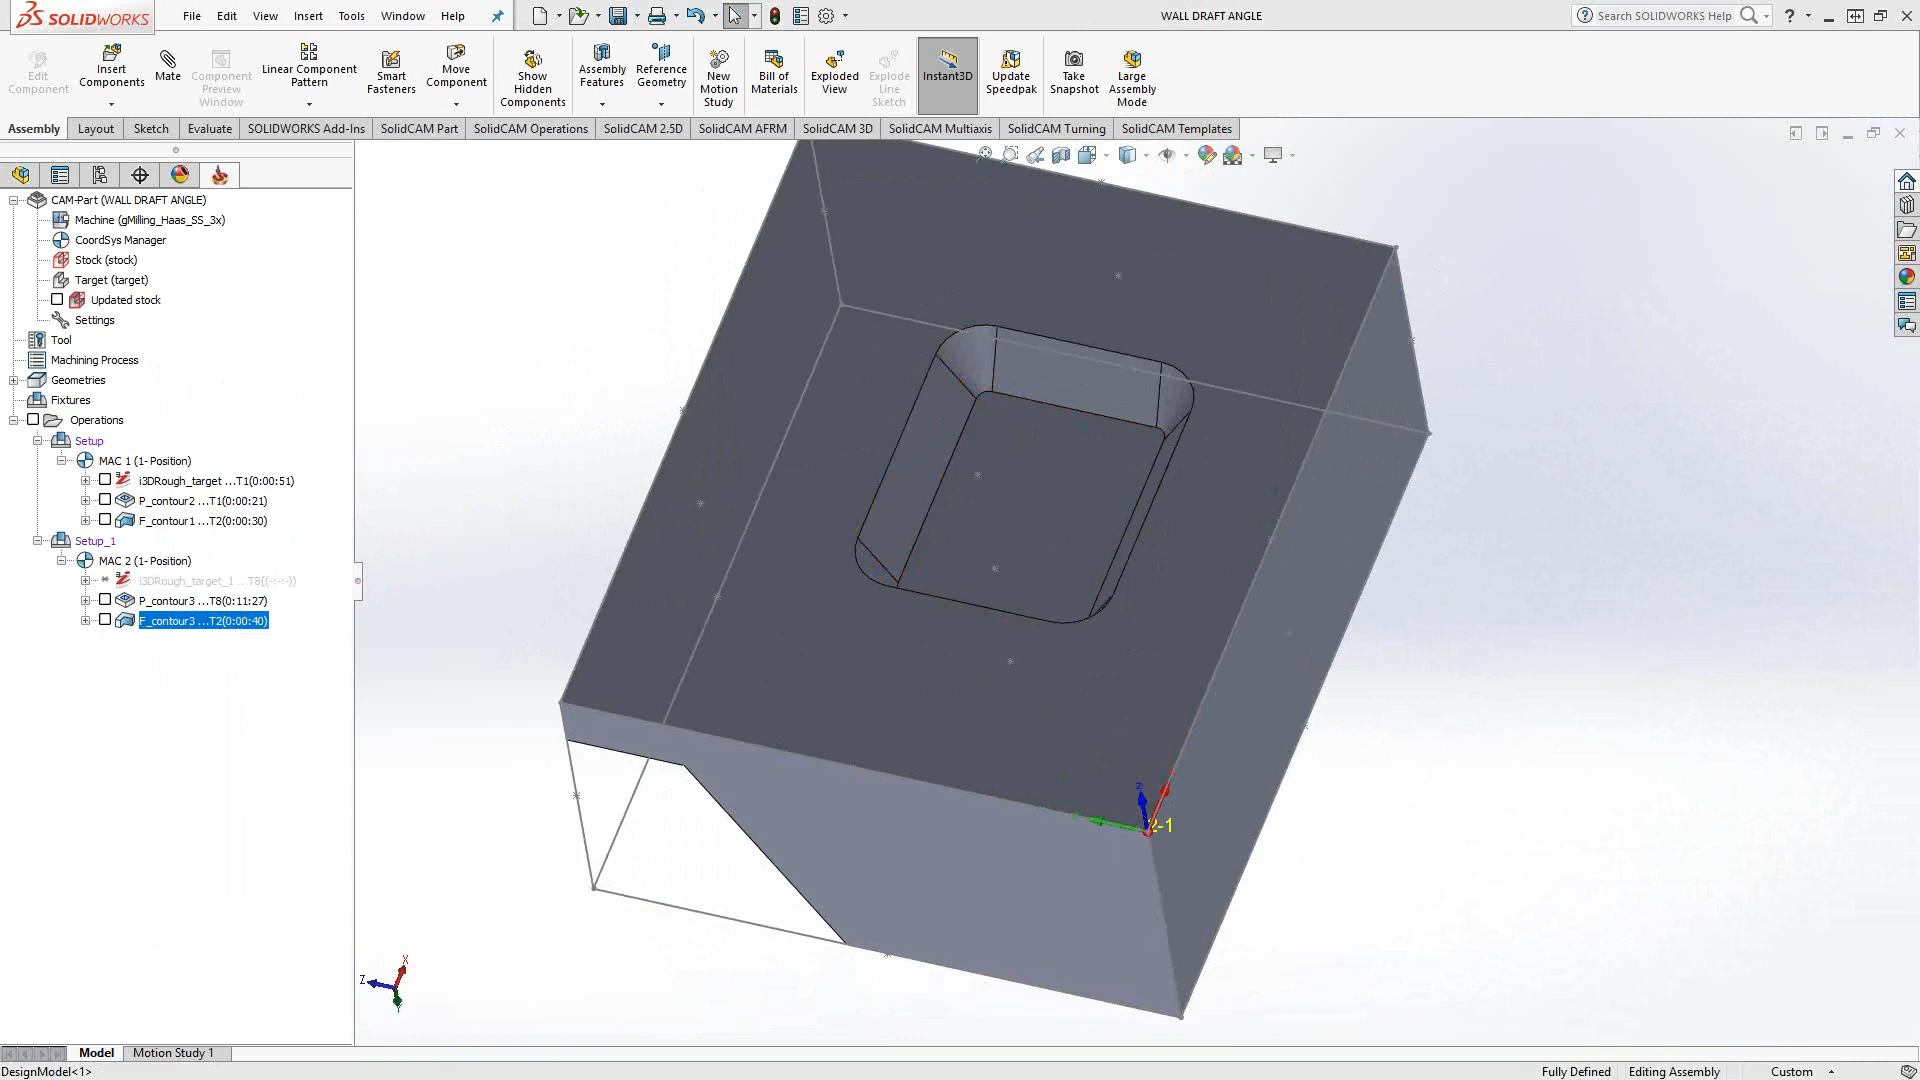 SOLIDWORKS
File Edit View Insert Tools Window Help
WALL DRAFT ANGLE
Search SOLIDWORKS Help
Edit Component
Insert Components
Mate
Component Preview Window
Linear Component Pattern
Smart Fasteners
Move Component
Show Hidden Components
Assembly Features
Reference Geometry
New Motion Study
Bill of Materials
Exploded View
Explode Line Sketch
Instant3D
Update Speedpak
Take Snapshot
Large Assembly Mode
Assembly Layout Sketch Evaluate SOLIDWORKS Add-Ins SolidCAM Part SolidCAM Operations SolidCAM 2.5D SolidCAM AFRM SolidCAM 3D SolidCAM Multiaxis SolidCAM Turning SolidCAM Templates
CAM-Part (WALL DRAFT ANGLE)
Machine (gMilling_Haas_SS_3x)
CoordSys Manager
Stock (stock)
Target (target)
Updated stock
Settings
Tool
Machining Process
Geometries
Fixtures
Operations
Setup
MAC 1 (1- Position)
i3DRough_target ...T1(0:00:51)
P_contour2 ...T1(0:00:21)
F_contour1 ...T2(0:00:30)
Setup_1
MAC 2 (1- Position)
i3DRough_target_1 ...T8((-:-:-))
P_contour3 ...T8(0:11:27)
F_contour3 ...T2(0:00:40)
Z
2-1
X
Z
Y
Model Motion Study 1
DesignModel<1>
Fully Defined Editing Assembly Custom